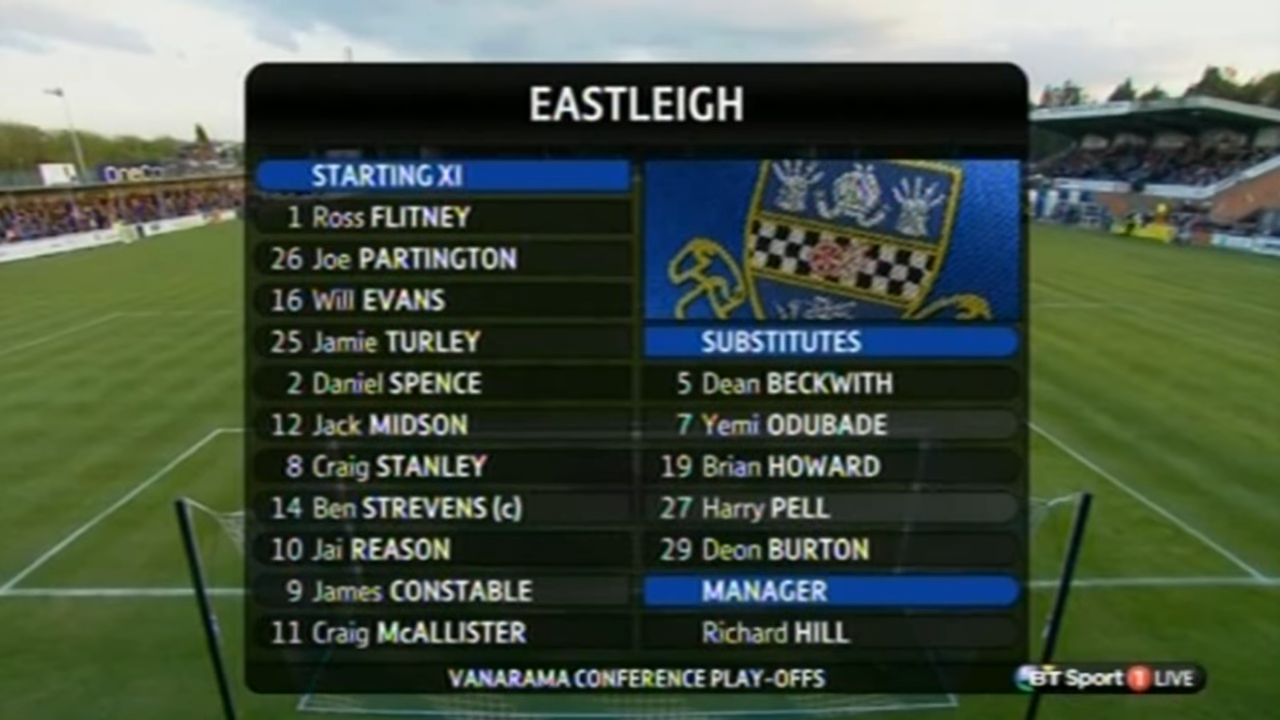 EASTLEIGH
STARTING XI
1 Ross FLITNEY
26 Joe PARTINGTON
16 Will EVANS
25 Jamie TURLEY
2 Daniel SPENCE
12 Jack MIDSON
8 Craig STANLEY
14 Ben STREVENS (c)
10 Jai REASON
9 James CONSTABLE
11 Craig McALLISTER
SUBSTITUTES
5 Dean BECKWITH
7 Yemi ODUBADE
19 Brian HOWARD
27 Harry PELL
29 Deon BURTON
MANAGER
Richard HILL
VANARAMA CONFERENCE PLAY-OFFS
BT Sport 1 LIVE